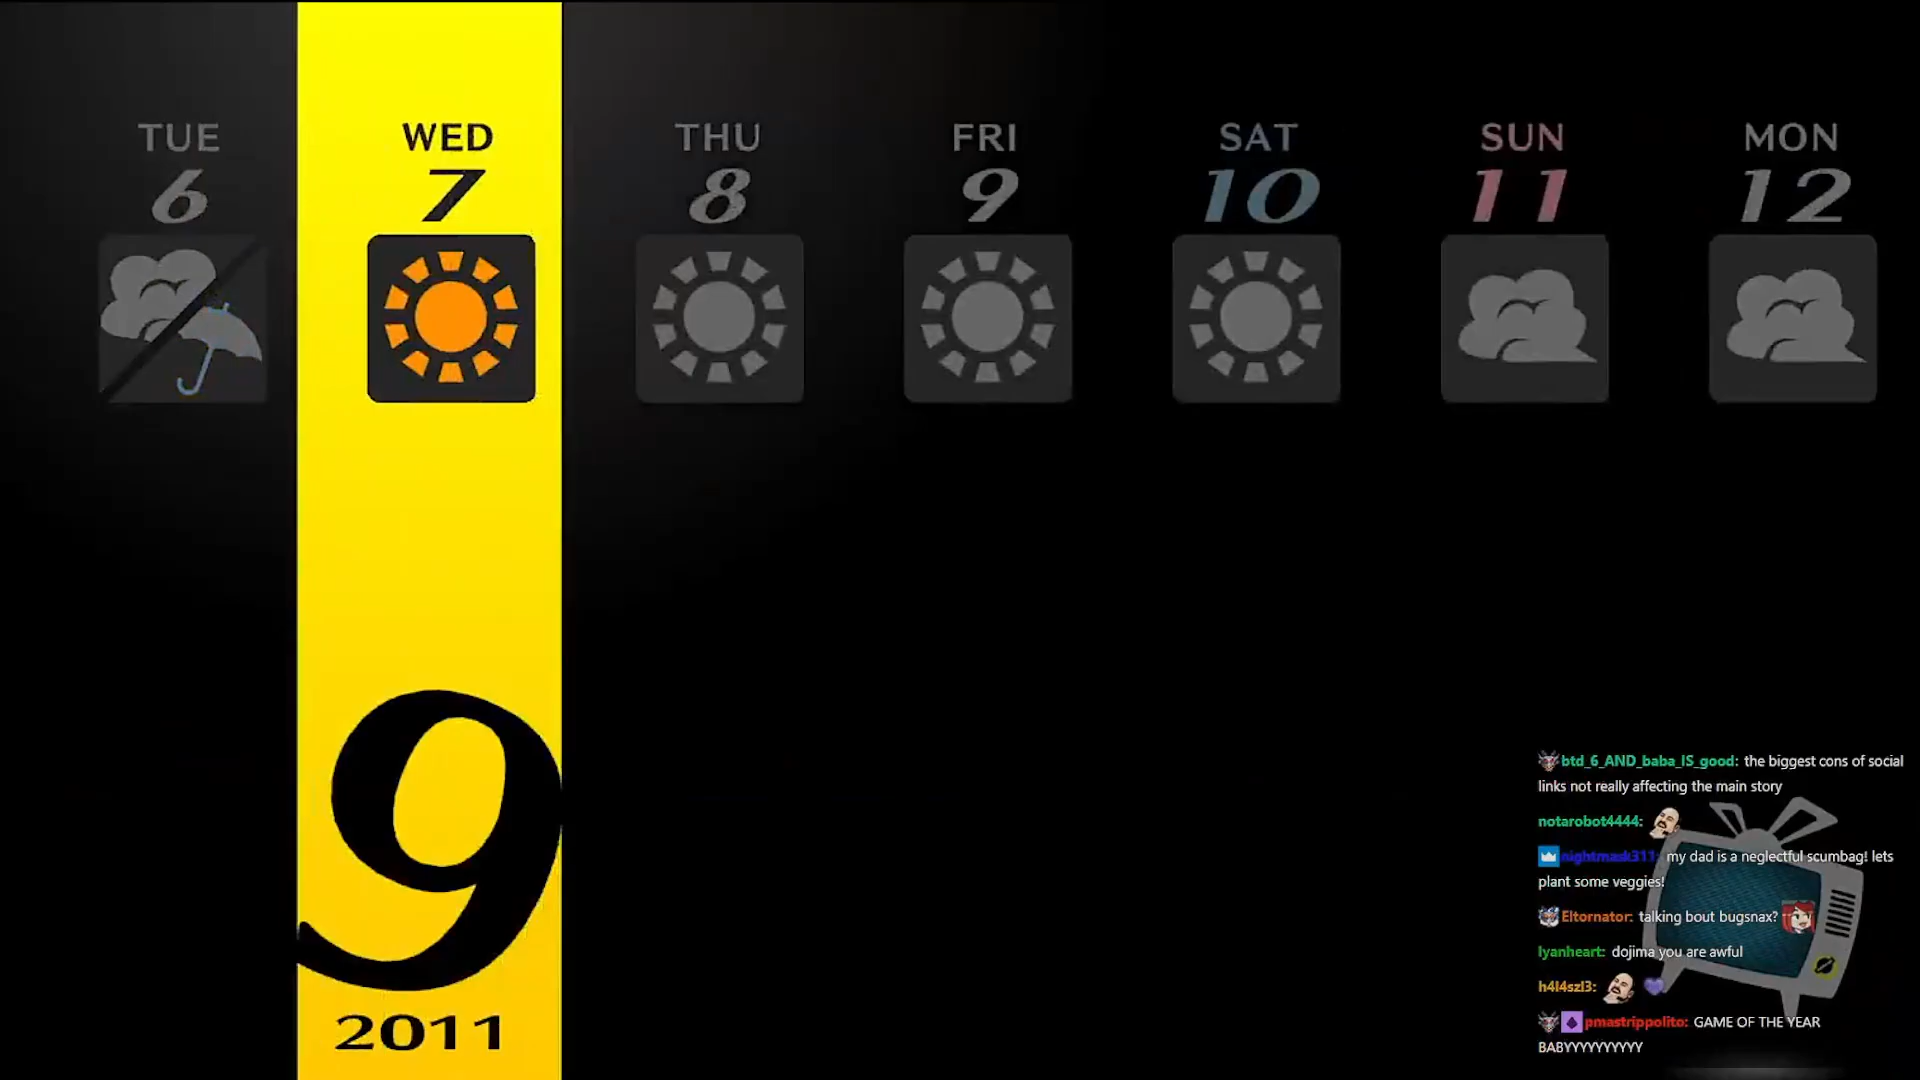 TUE WED THU FRI SAT SUN MON
6 7 8 9 10 11 12
9
2011
btd_6_AND_baba_IS_good: the biggest cons of social
links not really affecting the main story
notarobot4444:
nightmask311: my dad is a neglectful scumbag! lets
plant some veggies!
Eltornator: talking bout bugsnax?
lyanheart: dojima you are awful
h4l4szl3:
pmastrippolito: GAME OF THE YEAR
BABYYYYYYYYYY